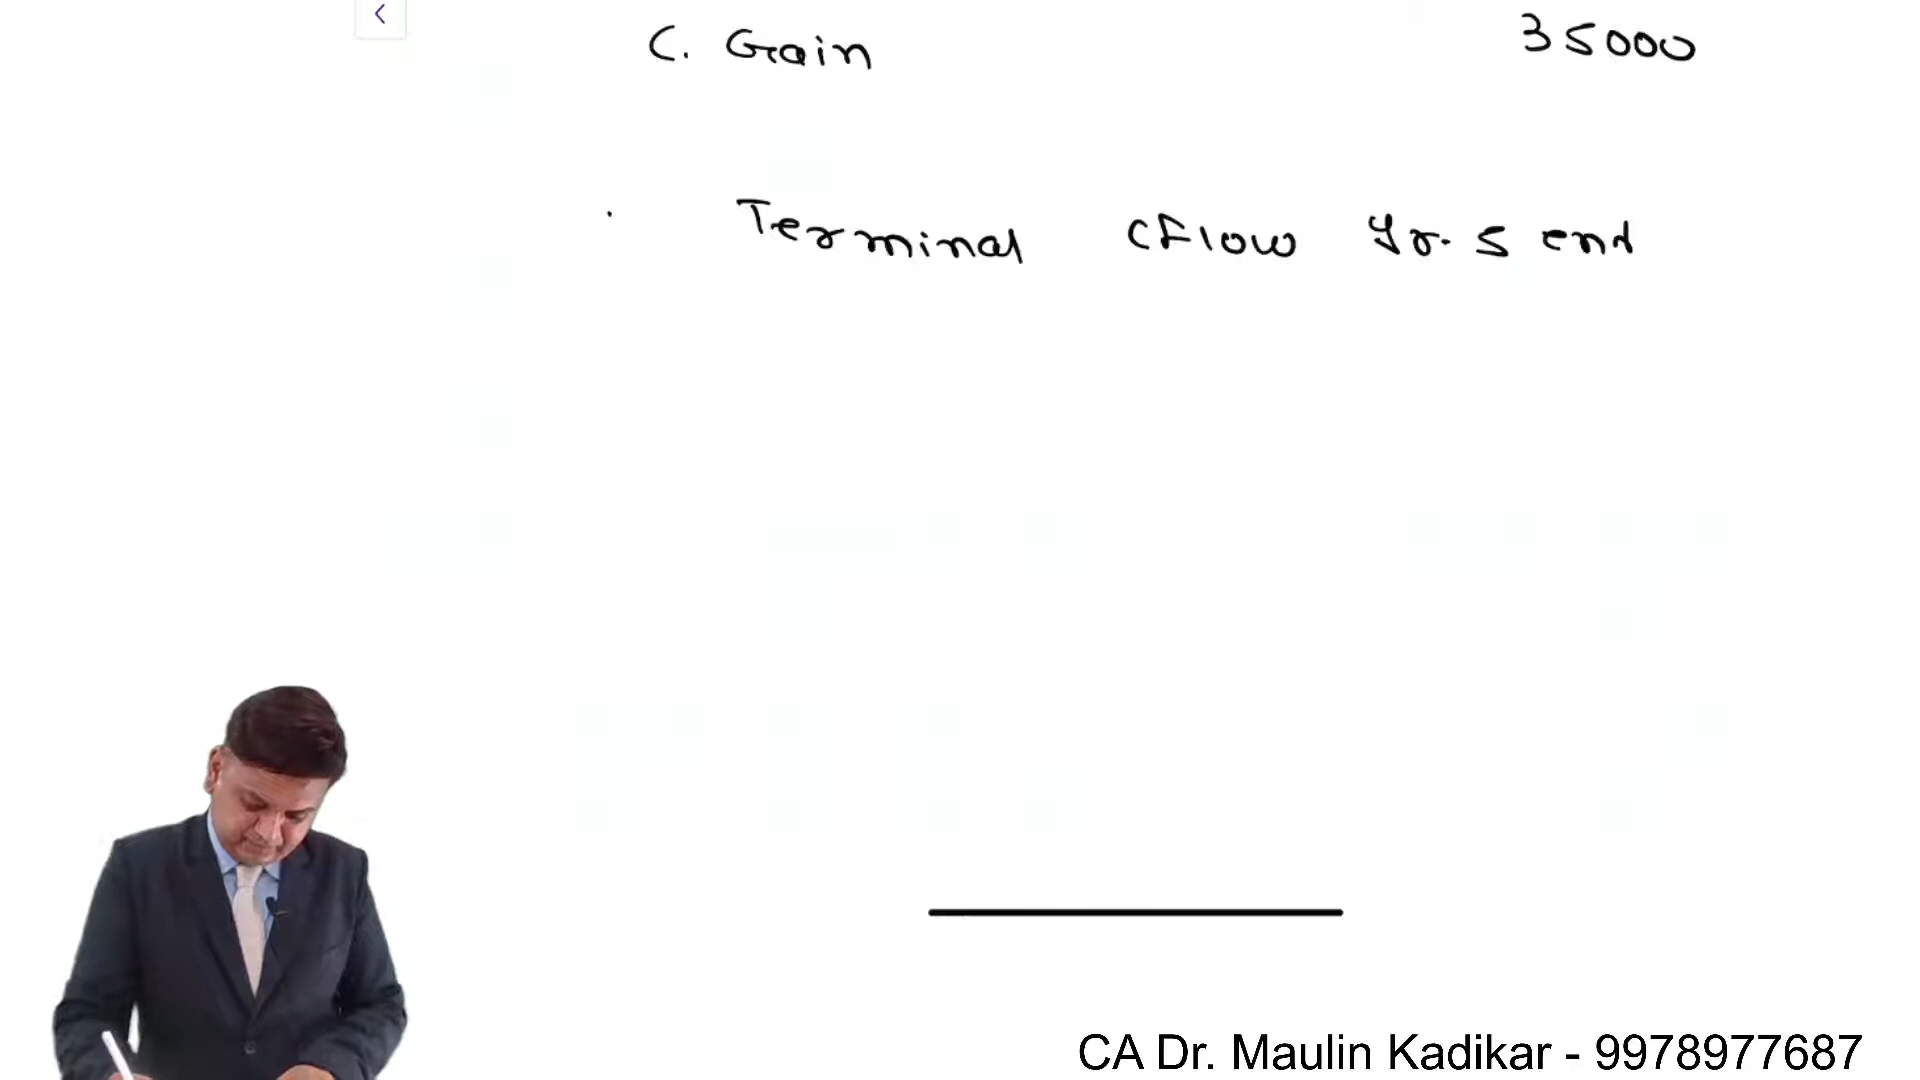 C. Gain 35000
Terminal CFlow Yr. 5 end
CA Dr. Maulin Kadikar - 9978977687